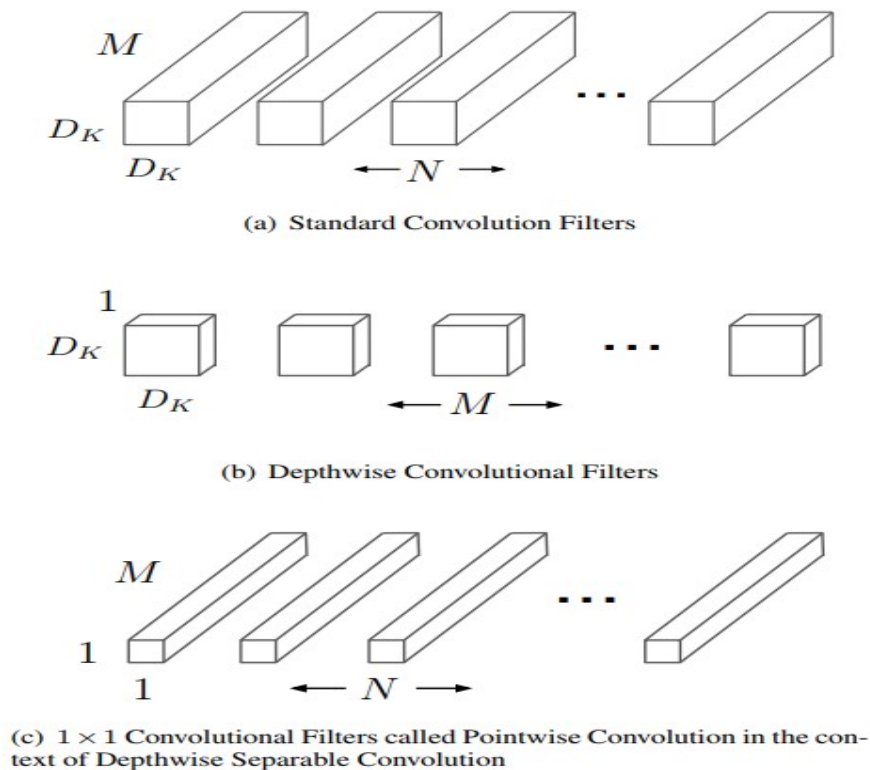 M
D_K
D_K
N
...
(a) Standard Convolution Filters
1
D_K
D_K
M
...
(b) Depthwise Convolutional Filters
M
1
1
N
...
(c) 1 × 1 Convolutional Filters called Pointwise Convolution in the con-
text of Depthwise Separable Convolution